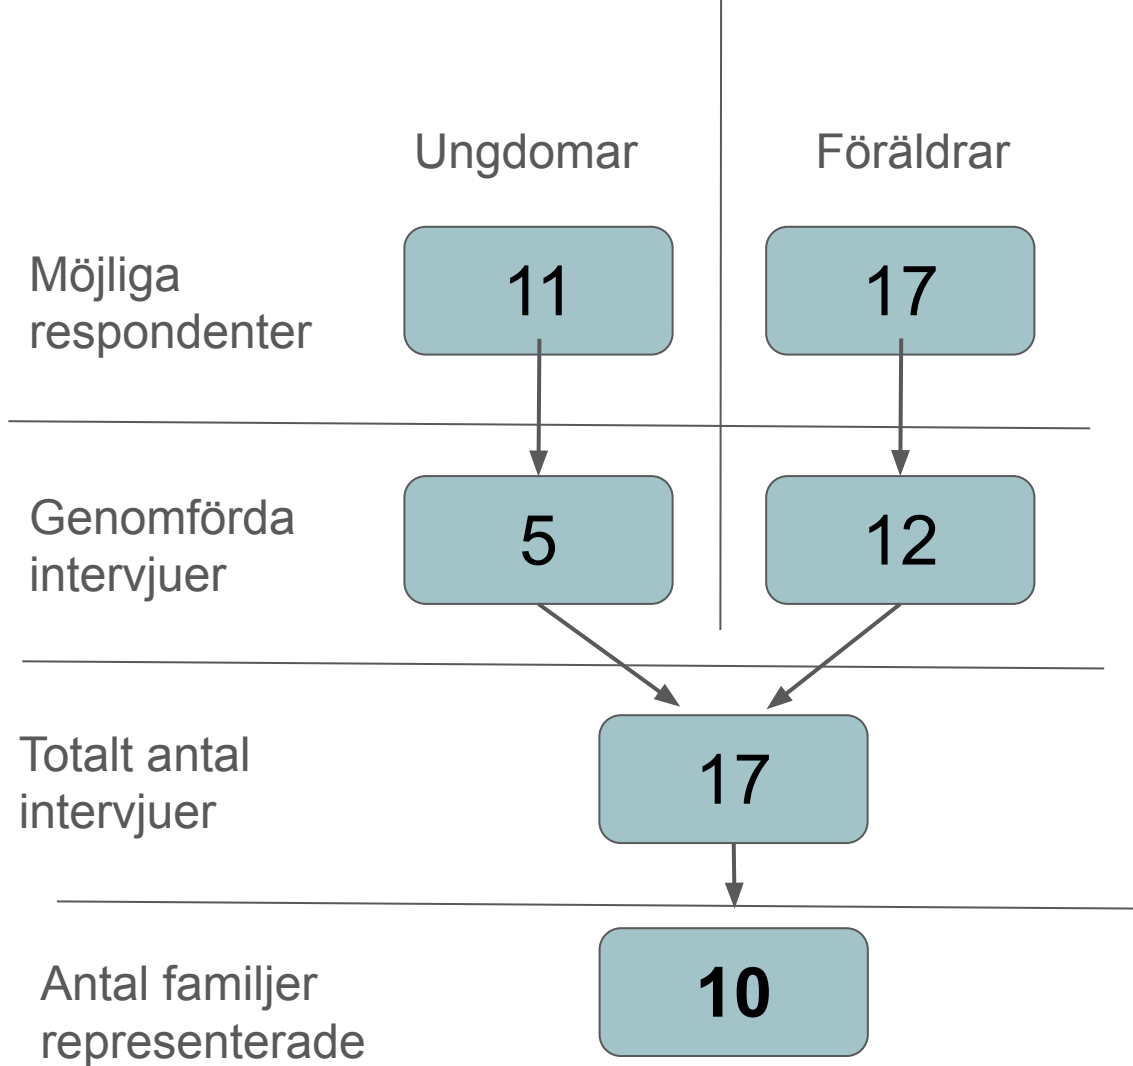 Ungdomar
Föräldrar
Möjliga
respondenter
11
17
Genomförda
intervjuer
5
12
Totalt antal
intervjuer
17
Antal familjer
representerade
10